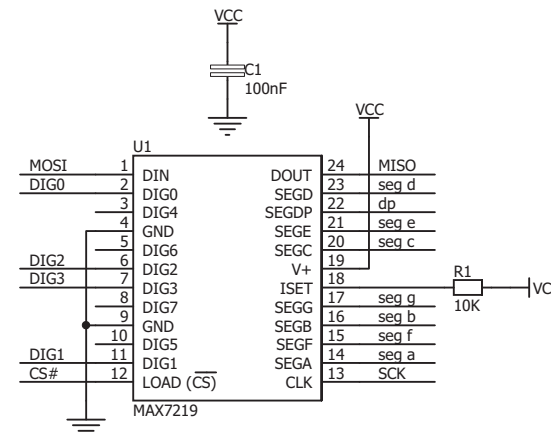 VCC
C1
100nF
VCC
U1
MOSI 1 DIN DOUT 24 MISO
DIG0 2 DIG0 SEGD 23 seg d
3 DIG4 SEGDP 22 dp
4 GND SEGE 21 seg e
5 DIG6 SEGC 20 seg c
DIG2 6 DIG2 V+ 19
DIG3 7 DIG3 ISET 18 R1 10K VC
8 DIG7 SEGG 17 seg g
9 GND SEGB 16 seg b
10 DIG5 SEGF 15 seg f
DIG1 11 DIG1 SEGA 14 seg a
CS# 12 LOAD (CS) CLK 13 SCK
MAX7219